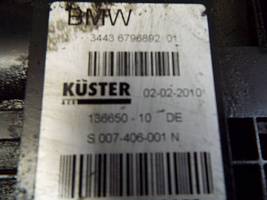 BMW
3443 6796892 01
KÜSTER
02-02-2010
136650 - 10 DE
S 007-406-001 N